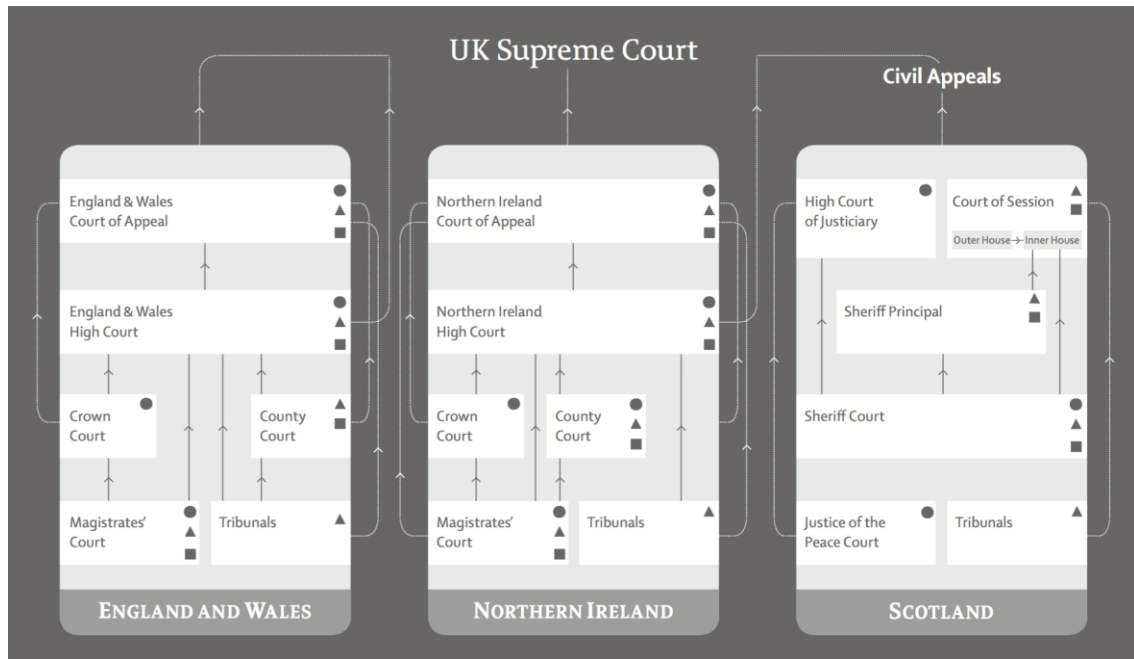 UK Supreme Court
Civil Appeals
England & Wales
Court of Appeal
England & Wales
High Court
Crown
Court
County
Court
Magistrates'
Court
Tribunals
ENGLAND AND WALES
Northern Ireland
Court of Appeal
Northern Ireland
High Court
Crown
Court
County
Court
Magistrates'
Court
Tribunals
NORTHERN IRELAND
High Court
of Justiciary
Court of Session
Outer House
Inner House
Sheriff Principal
Sheriff Court
Justice of the
Peace Court
Tribunals
SCOTLAND